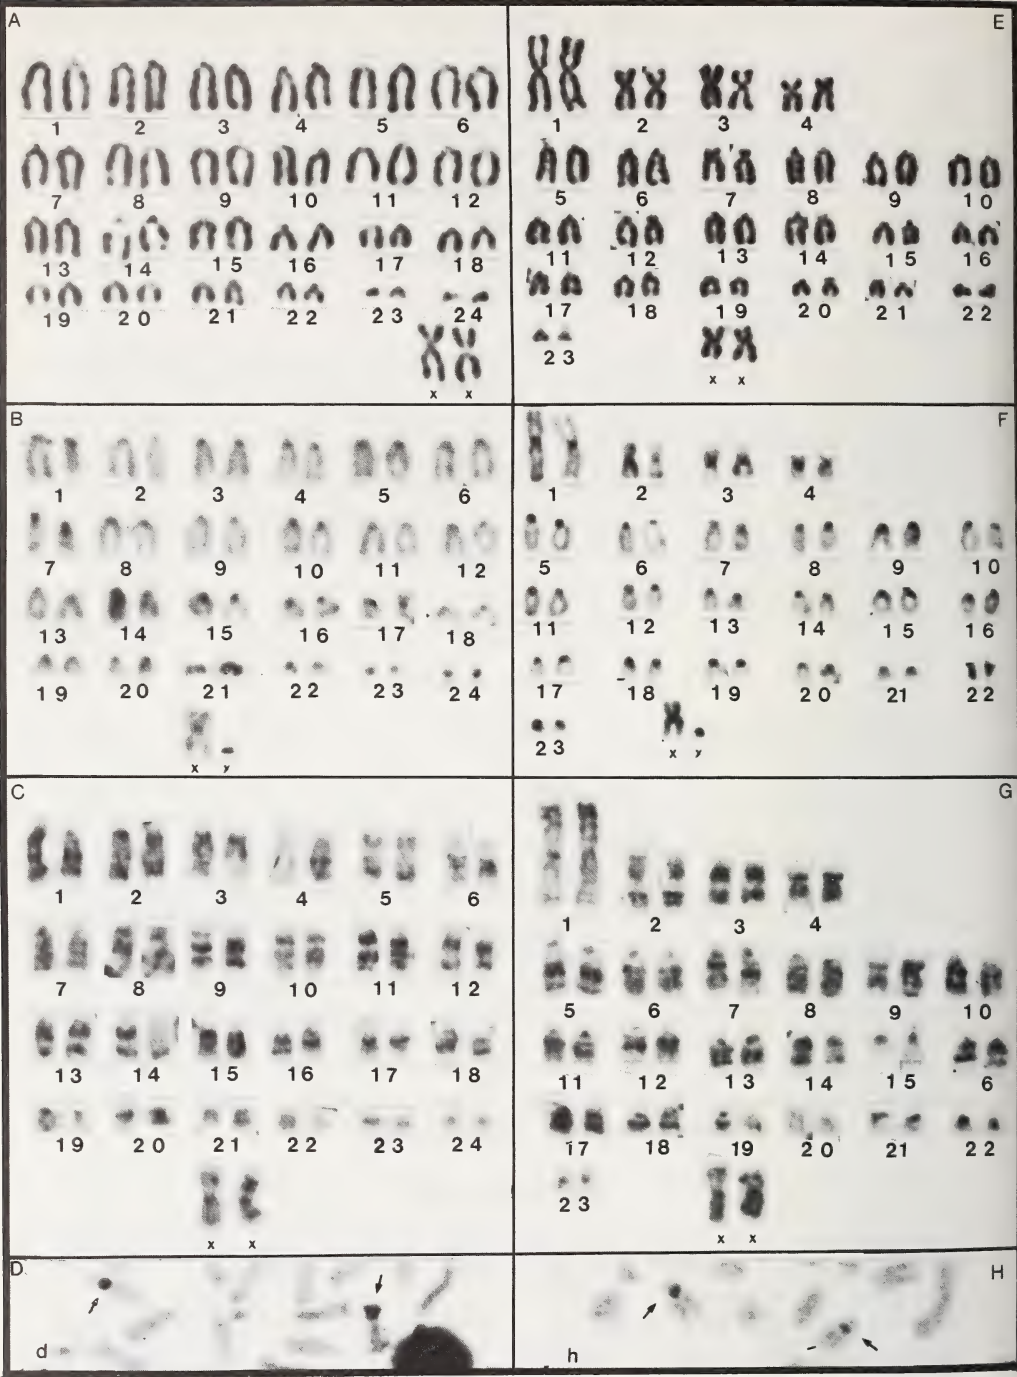 A
1 2 3 4 5 6
7 8 9 10 11 12
13 14 15 16 17 18
19 20 21 22 23 24
x x
B
1 2 3 4 5 6
7 8 9 10 11 12
13 14 15 16 17 18
19 20 21 22 23 24
x y
C
1 2 3 4 5 6
7 8 9 10 11 12
13 14 15 16 17 18
19 20 21 22 23 24
x x
D
d
E
1 2 3 4
5 6 7 8 9 10
11 12 13 14 15 16
17 18 19 20 21 22
23
x x
F
1 2 3 4
5 6 7 8 9 10
11 12 13 14 15 16
17 18 19 20 21 22
23
x y
G
1 2 3 4
5 6 7 8 9 10
11 12 13 14 15 6
17 18 19 20 21 22
23
x x
H
h